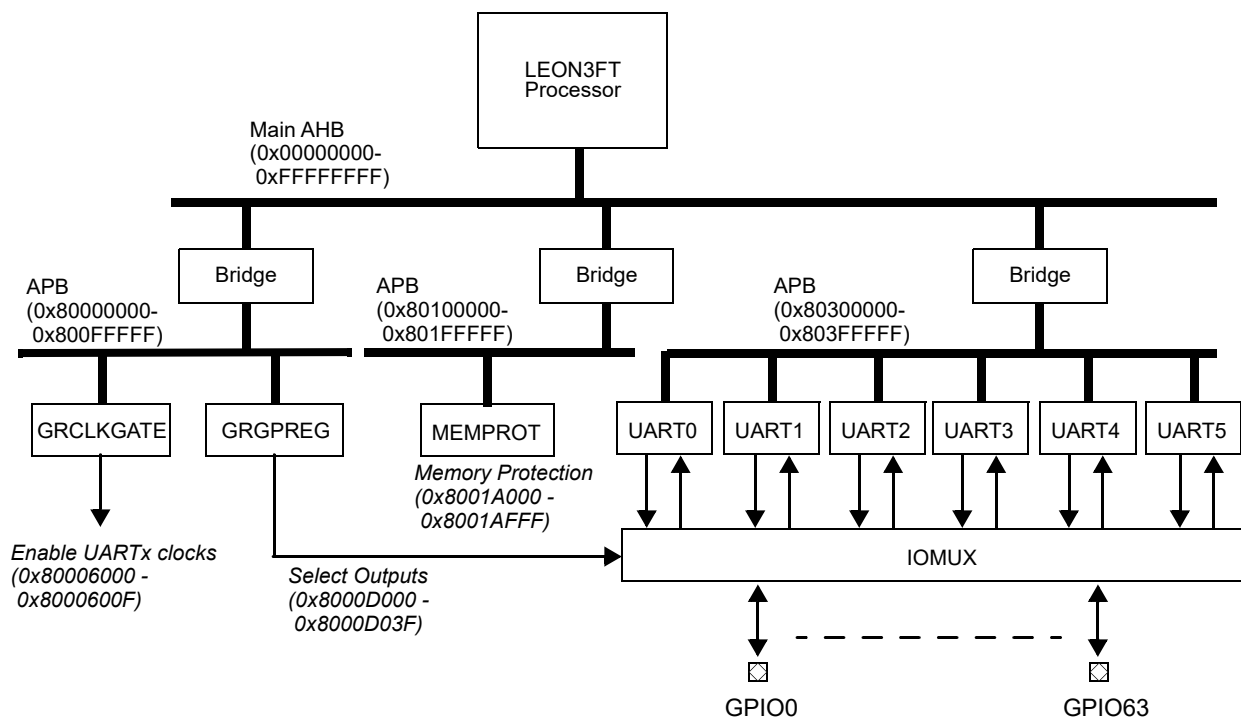 LEON3FT
Processor
Main AHB
(0x00000000-
0xFFFFFFFF)
Bridge
Bridge
Bridge
APB
(0x80000000-
0x800FFFFF)
APB
(0x80100000-
0x801FFFFF)
APB
(0x80300000-
0x803FFFFF)
GRCLKGATE
GRGPREG
MEMPROT
UART0
UART1
UART2
UART3
UART4
UART5
Memory Protection
(0x8001A000 -
0x8001AFFF)
Enable UARTx clocks
(0x80006000 -
0x8000600F)
Select Outputs
(0x8000D000 -
0x8000D03F)
IOMUX
GPIO0
GPIO63